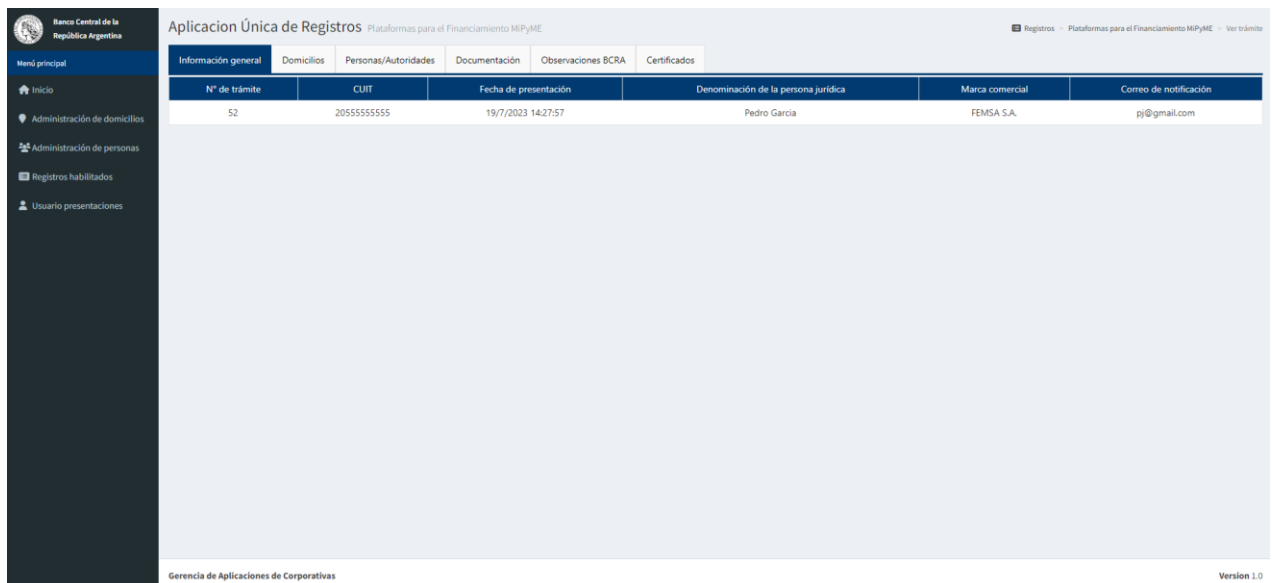 Banco Central de la
República Argentina
Menú principal
Inicio
Administración de domicilios
Administración de personas
Registros habilitados
Usuario presentaciones
Aplicacion Única de Registros Plataformas para el Financiamiento MiPyME
Registros > Plataformas para el Financiamiento MiPyME > Ver trámite
Información general Domicilios Personas/Autoridades Documentación Observaciones BCRA Certificados
N° de trámite CUIT Fecha de presentación Denominación de la persona jurídica Marca comercial Correo de notificación
52 20555555555 19/7/2023 14:27:57 Pedro Garcia FEMSA S.A. pj@gmail.com
Gerencia de Aplicaciones de Corporativas Version 1.0